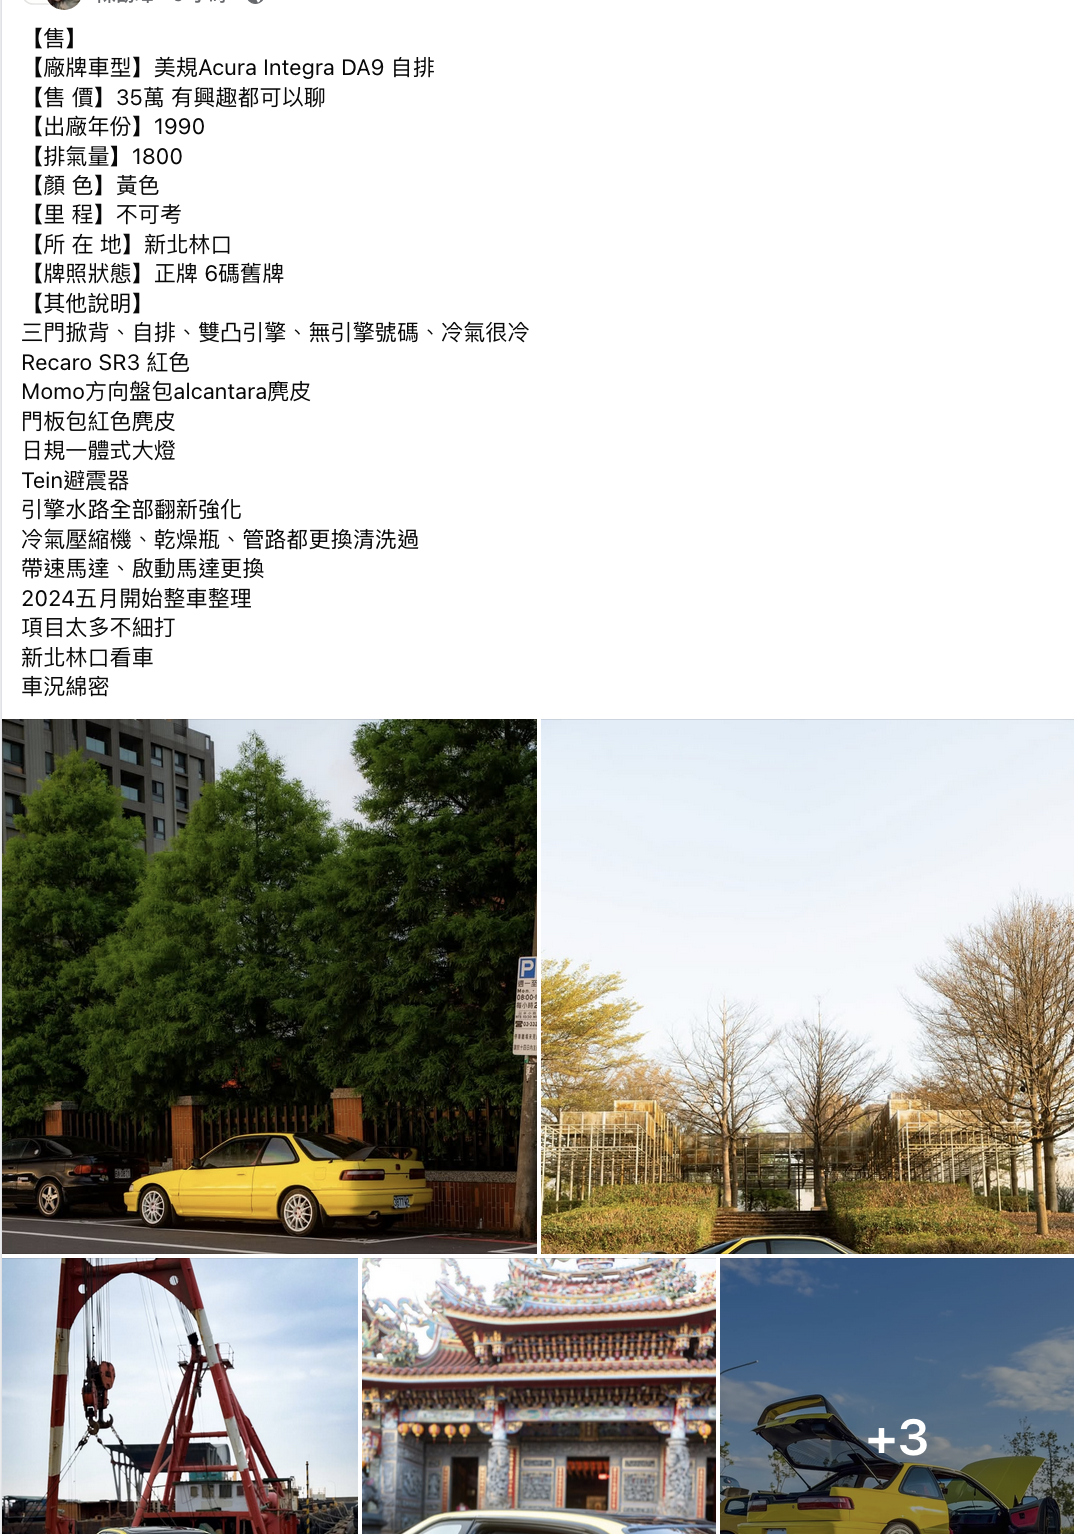 【售】
【廠牌車型】美規Acura Integra DA9 自排
【售 價】35萬 有興趣都可以聊
【出廠年份】1990
【排氣量】1800
【顏 色】黃色
【里 程】不可考
【所 在 地】新北林口
【牌照狀態】正牌 6碼舊牌
【其他說明】
三門掀背、自排、雙凸引擎、無引擎號碼、冷氣很冷
Recaro SR3 紅色
Momo方向盤包alcantara麂皮
門板包紅色麂皮
日規一體式大燈
Tein避震器
引擎水路全部翻新強化
冷氣壓縮機、乾燥瓶、管路都更換清洗過
帶速馬達、啟動馬達更換
2024五月開始整車整理
項目太多不細打
新北林口看車
車況綿密
P
+3